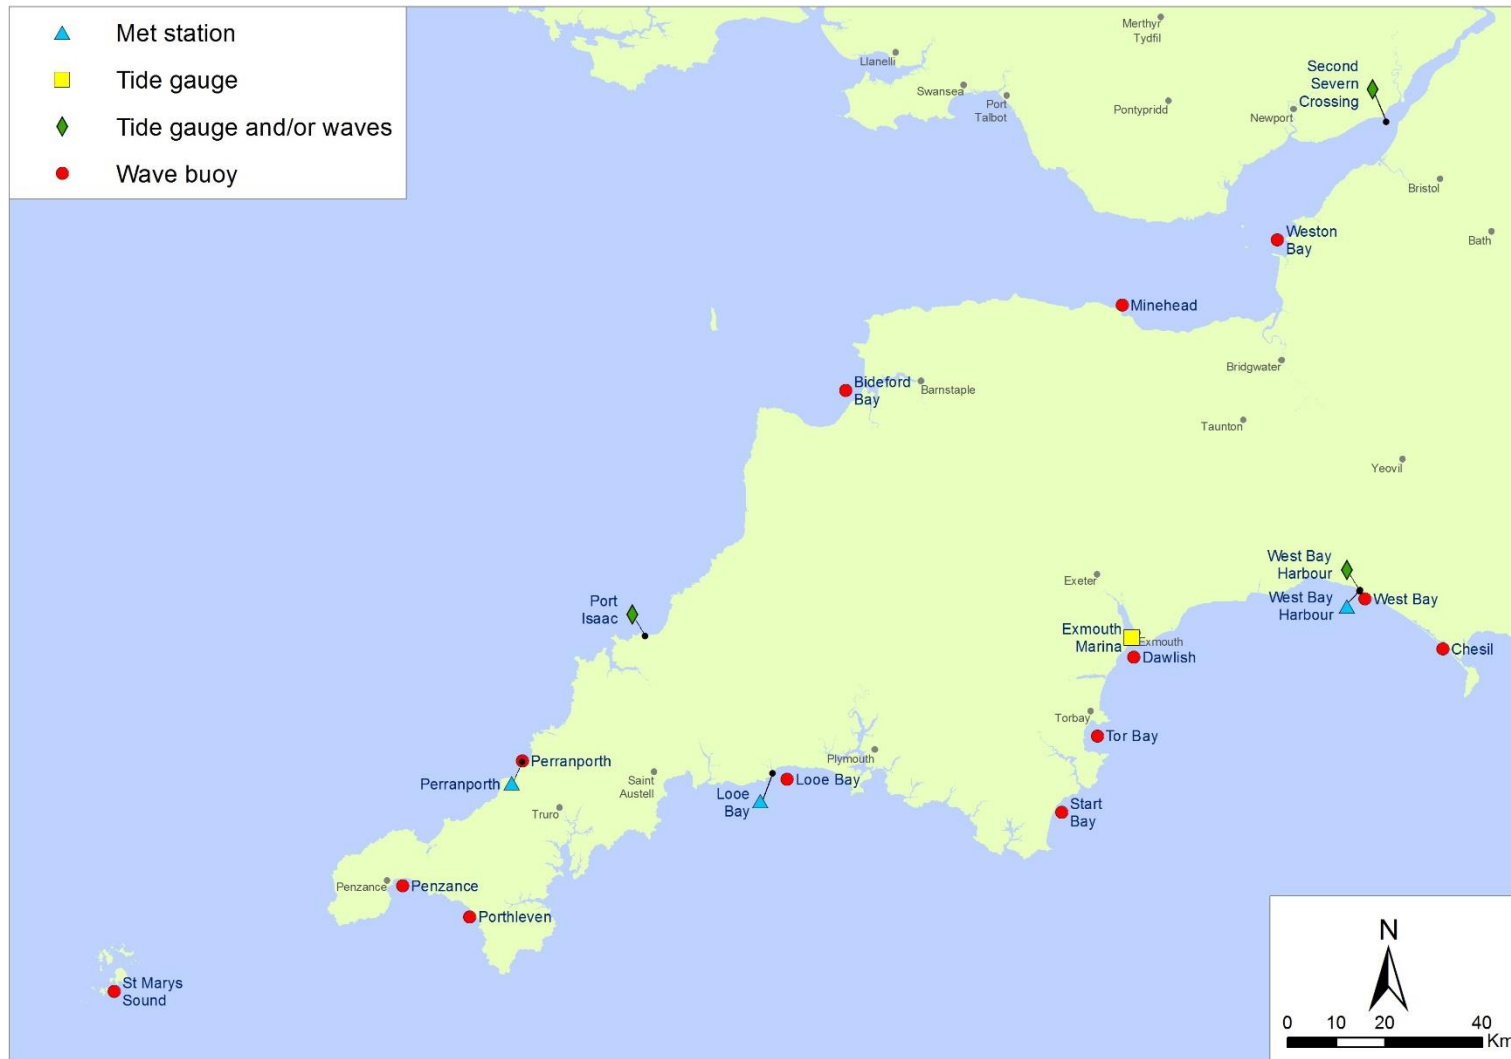 Met station
Tide gauge
Tide gauge and/or waves
Wave buoy
Merthyr
Tydfil
Llanelli
Swansea
Port
Talbot
Pontypridd
Newport
Second
Severn
Crossing
Bristol
Bath
Weston
Bay
Minehead
Bideford
Bay
Barnstaple
Bridgwater
Taunton
Yeovil
Exeter
West Bay
Harbour
West Bay
Harbour
West Bay
Chesil
Port
Isaac
Exmouth
Marina
Exmouth
Dawlish
Torbay
Tor Bay
Plymouth
Perranporth
Perranporth
Saint
Austell
Truro
Looe
Bay
Looe Bay
Start
Bay
Penzance
Penzance
Porthleven
St Marys
Sound
N
0 10 20 40
Km